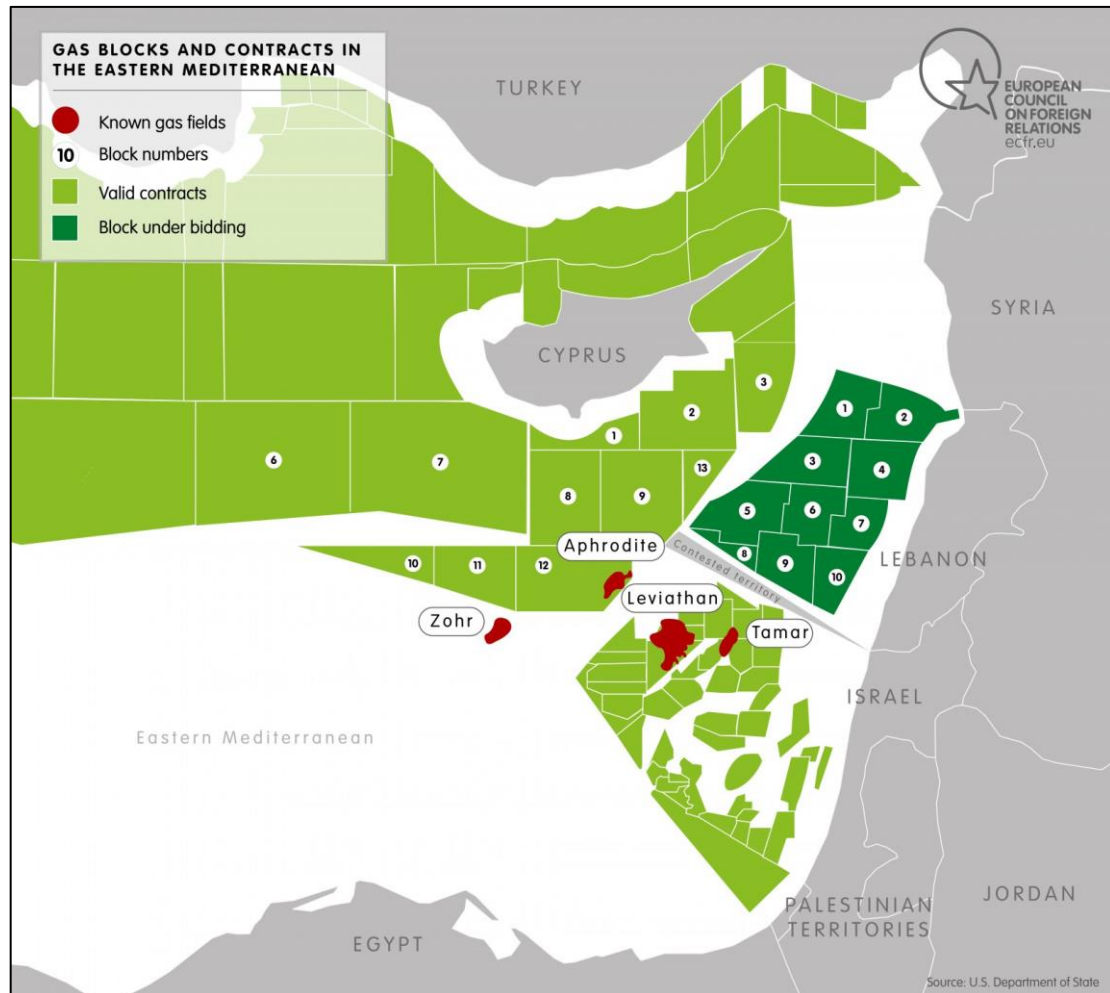 GAS BLOCKS AND CONTRACTS IN
THE EASTERN MEDITERRANEAN
Known gas fields
10 Block numbers
Valid contracts
Block under bidding
EUROPEAN
COUNCIL
ON FOREIGN
RELATIONS
ecfr.eu
TURKEY
SYRIA
CYPRUS
3
2
1
1
2
6
7
13
3
4
8
9
5
6
7
Aphrodite
Contested territory
8
9
10
LEBANON
10
11
12
Leviathan
Zohr
Tamar
ISRAEL
Eastern Mediterranean
PALESTINIAN
TERRITORIES
JORDAN
EGYPT
Source: U.S. Department of State